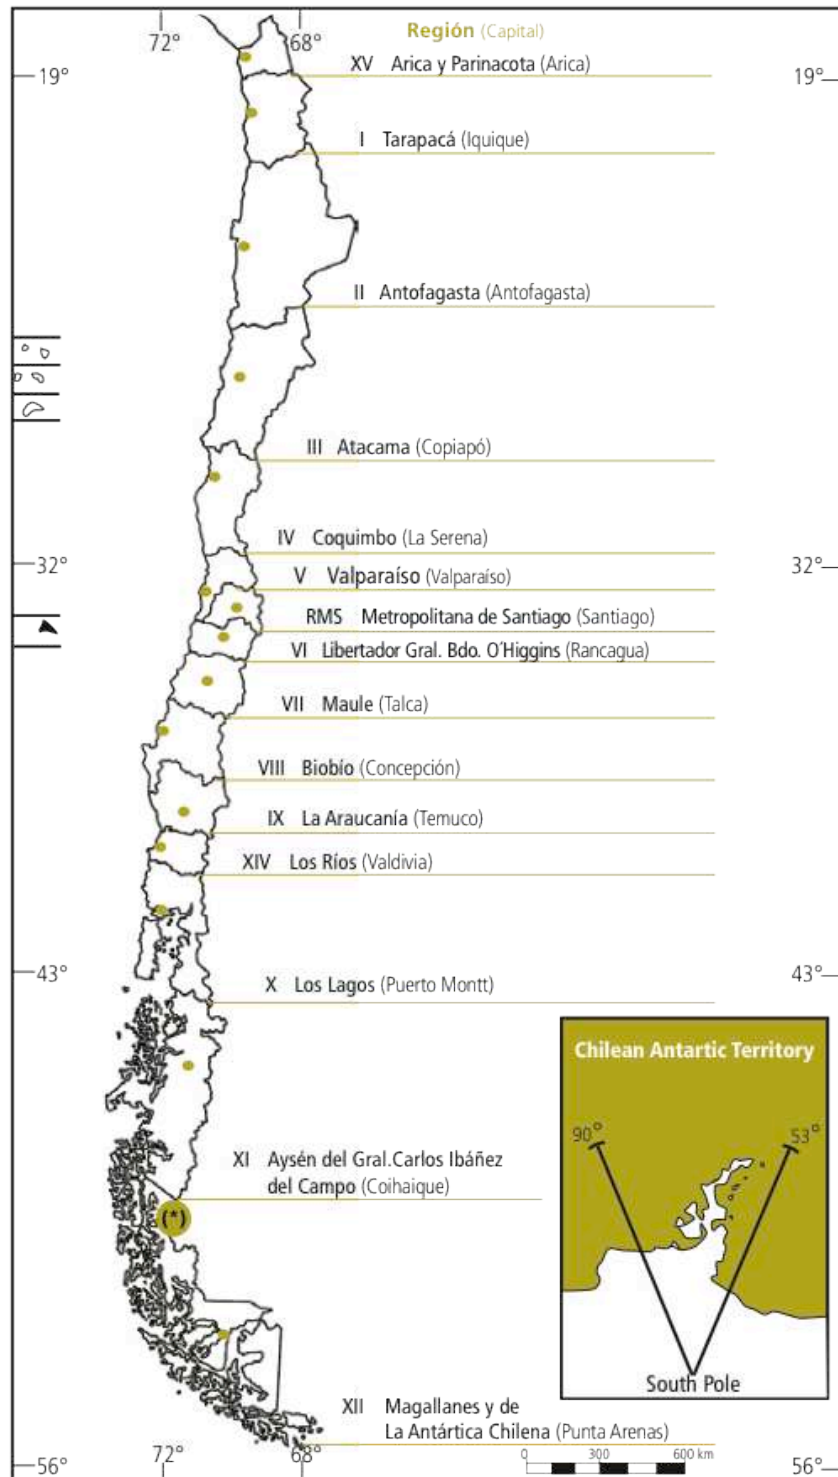 Región (Capital)
72° 68°
XV Arica y Parinacota (Arica)
19° 19°
I Tarapacá (Iquique)
II Antofagasta (Antofagasta)
III Atacama (Copiapó)
IV Coquimbo (La Serena)
32° 32°
V Valparaíso (Valparaíso)
RMS Metropolitana de Santiago (Santiago)
VI Libertador Gral. Bdo. O´Higgins (Rancagua)
VII Maule (Talca)
VIII Biobío (Concepción)
IX La Araucanía (Temuco)
XIV Los Ríos (Valdivia)
43° 43°
X Los Lagos (Puerto Montt)
Chilean Antartic Territory
90° 53°
South Pole
XI Aysén del Gral.Carlos Ibáñez
del Campo (Coihaique)
(*)
XII Magallanes y de
La Antártica Chilena (Punta Arenas)
0 300 600 km
56° 72° 68° 56°